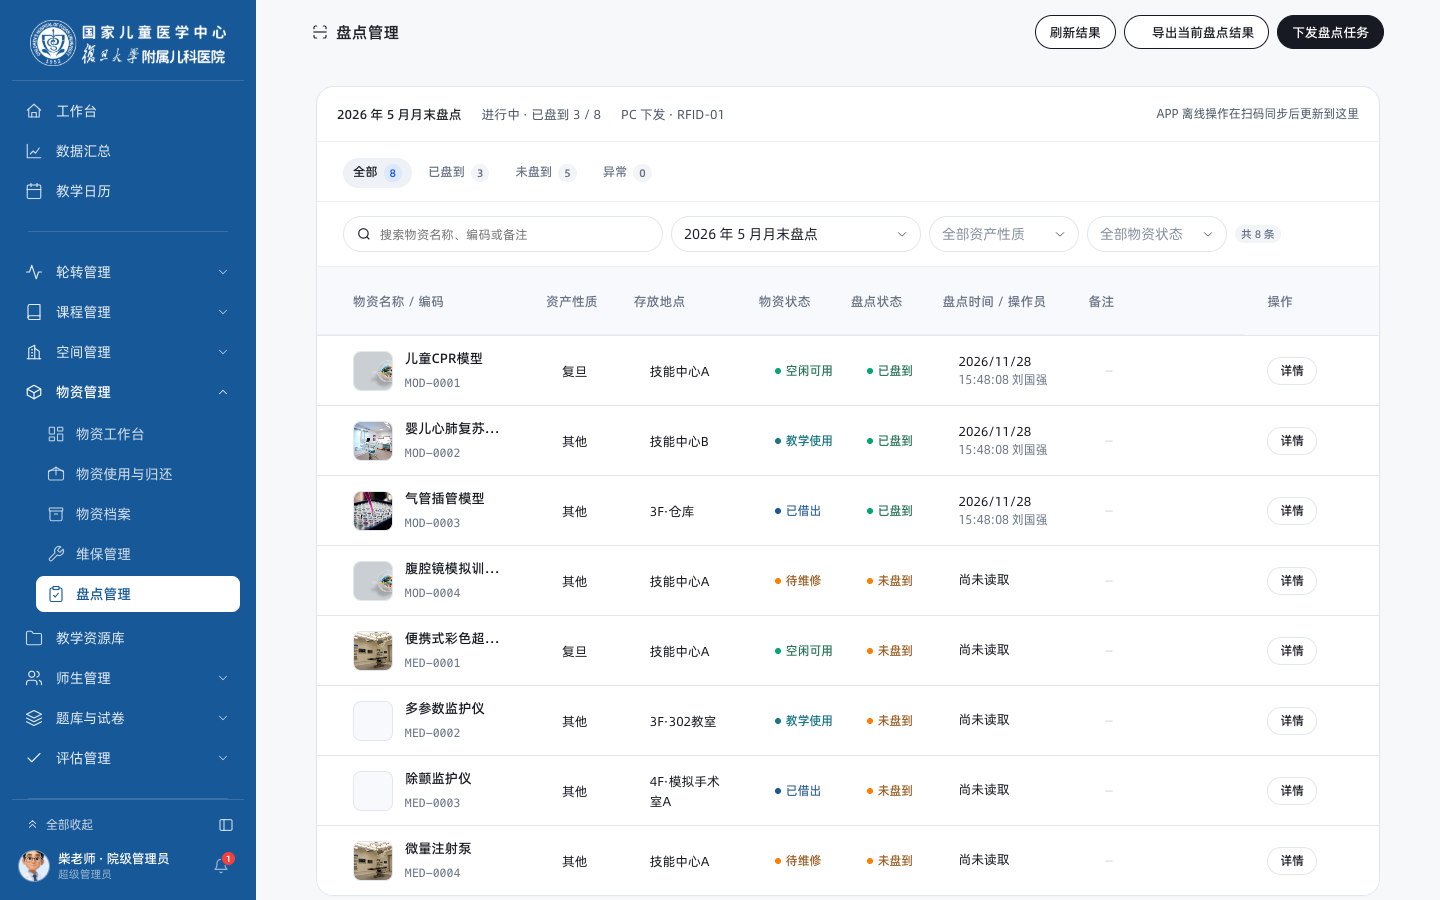 国家儿童医学中心
復旦大学附属儿科医院
工作台
数据汇总
教学日历
轮转管理
课程管理
空间管理
物资管理
物资工作台
物资使用与归还
物资档案
维保管理
盘点管理
教学资源库
师生管理
题库与试卷
评估管理
全部收起
柴老师 · 院级管理员
超级管理员
1
盘点管理
刷新结果
导出当前盘点结果
下发盘点任务
2026 年 5 月月末盘点 进行中 · 已盘到 3 / 8 PC 下发 · RFID-01 APP 离线操作在扫码同步后更新到这里
全部 8 已盘到 3 未盘到 5 异常 0
搜索物资名称、编码或备注 2026 年 5 月月末盘点 全部资产性质 全部物资状态 共 8 条
物资名称 / 编码 资产性质 存放地点 物资状态 盘点状态 盘点时间 / 操作员 备注 操作
儿童CPR模型
MOD-0001
复旦 技能中心A 空闲可用 已盘到
2026/11/28
15:48:08 刘国强
– 详情
婴儿心肺复苏...
MOD-0002
其他 技能中心B 教学使用 已盘到
2026/11/28
15:48:08 刘国强
– 详情
气管插管模型
MOD-0003
其他 3F·仓库 已借出 已盘到
2026/11/28
15:48:08 刘国强
– 详情
腹腔镜模拟训...
MOD-0004
其他 技能中心A 待维修 未盘到 尚未读取 – 详情
便携式彩色超...
MED-0001
复旦 技能中心A 空闲可用 未盘到 尚未读取 – 详情
多参数监护仪
MED-0002
其他 3F·302教室 教学使用 未盘到 尚未读取 – 详情
除颤监护仪
MED-0003
其他
4F·模拟手术
室A
已借出 未盘到 尚未读取 – 详情
微量注射泵
MED-0004
其他 技能中心A 待维修 未盘到 尚未读取 – 详情